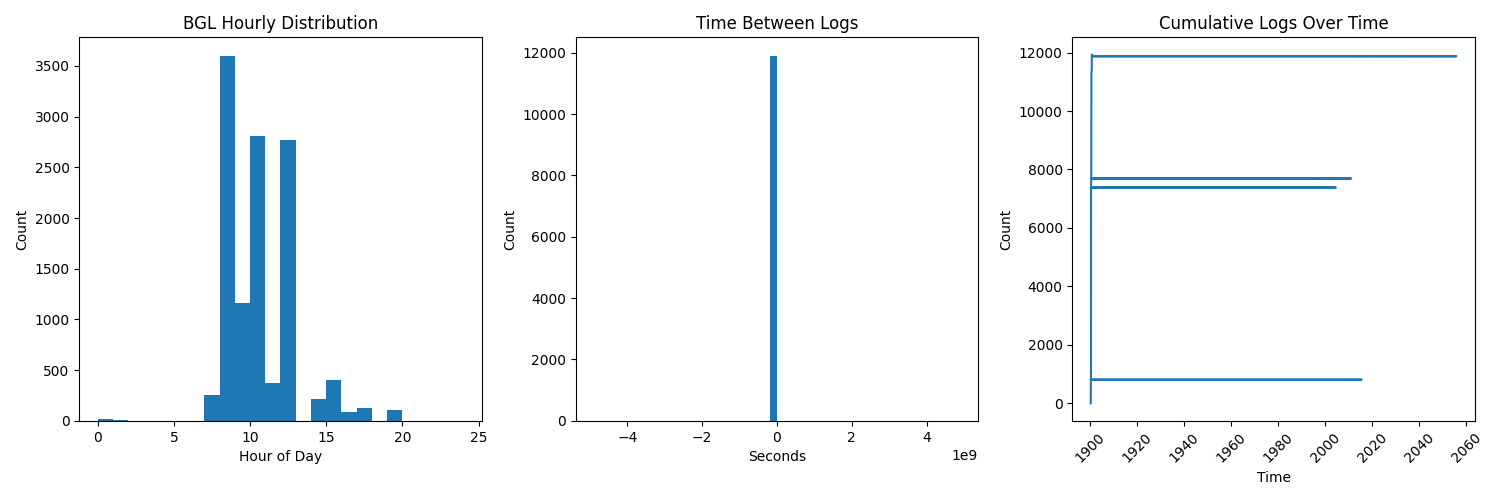 BGL Hourly Distribution
Count
3500
3000
2500
2000
1500
1000
500
0
0 5 10 15 20 25
Hour of Day
Time Between Logs
Count
12000
10000
8000
6000
4000
2000
0
−4 −2 0 2 4
Seconds 1e9
Cumulative Logs Over Time
Count
12000
10000
8000
6000
4000
2000
0
1900 1920 1940 1960 1980 2000 2020 2040 2060
Time